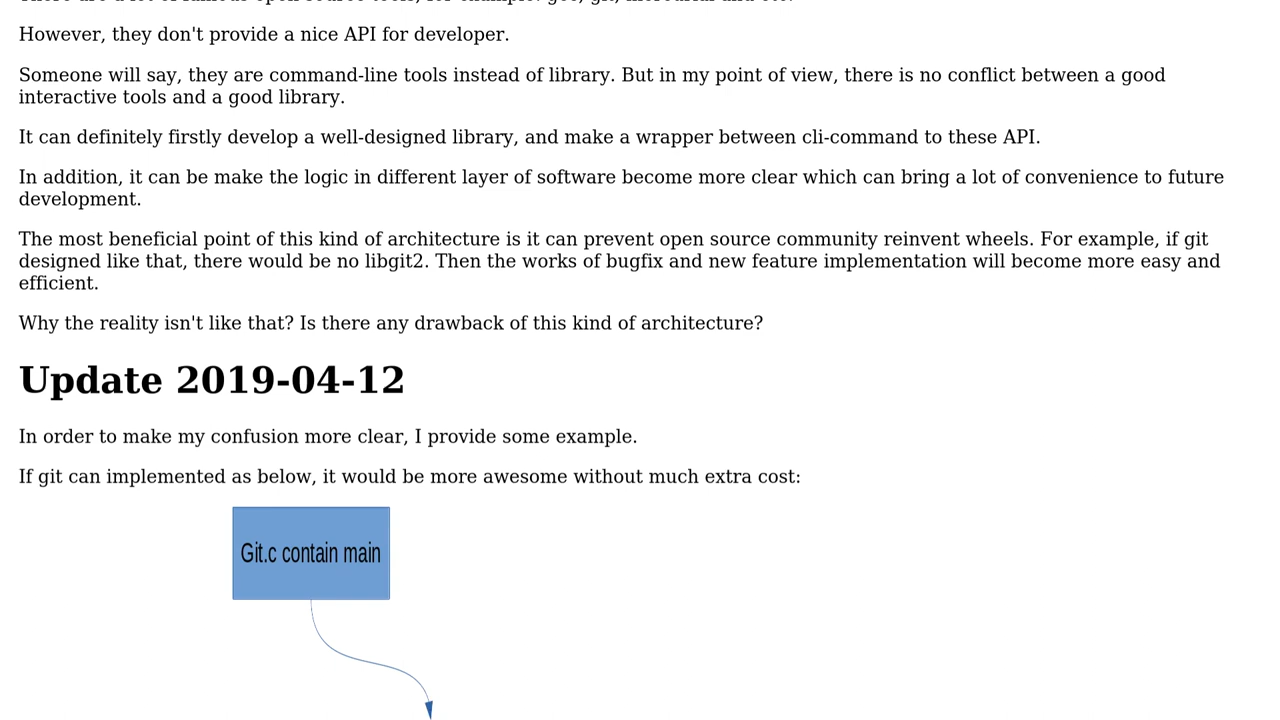 However, they don't provide a nice API for developer.
Someone will say, they are command-line tools instead of library. But in my point of view, there is no conflict between a good
interactive tools and a good library.
It can definitely firstly develop a well-designed library, and make a wrapper between cli-command to these API.
In addition, it can be make the logic in different layer of software become more clear which can bring a lot of convenience to future
development.
The most beneficial point of this kind of architecture is it can prevent open source community reinvent wheels. For example, if git
designed like that, there would be no libgit2. Then the works of bugfix and new feature implementation will become more easy and
efficient.
Why the reality isn't like that? Is there any drawback of this kind of architecture?
Update 2019-04-12
In order to make my confusion more clear, I provide some example.
If git can implemented as below, it would be more awesome without much extra cost:
Git.c contain main